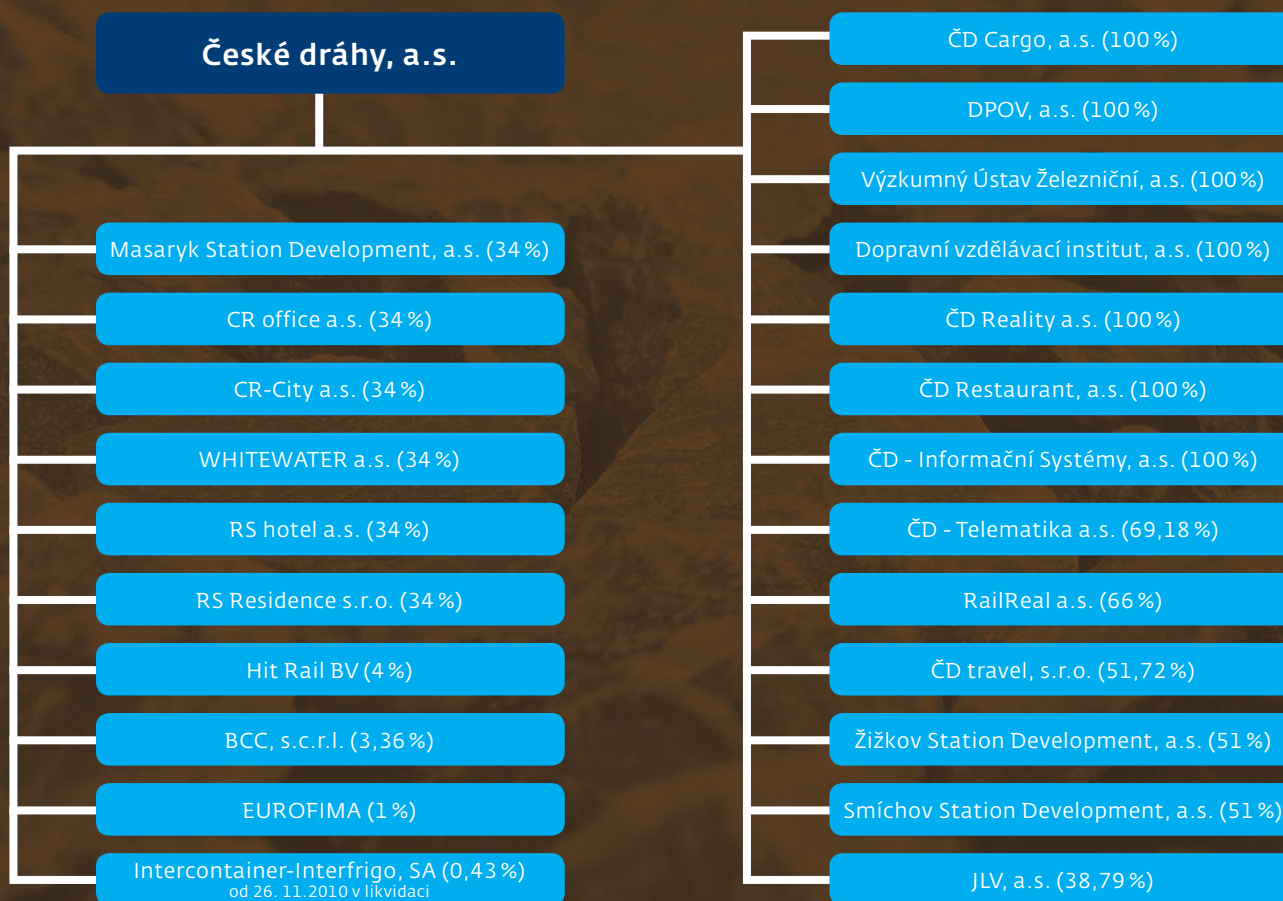 České dráhy, a.s.
Masaryk Station Development, a.s. (34 %)
CR office a.s. (34 %)
CR-City a.s. (34 %)
WHITEWATER a.s. (34 %)
RS hotel a.s. (34 %)
RS Residence s.r.o. (34 %)
Hit Rail BV (4 %)
BCC, s.c.r.l. (3,36 %)
EUROFIMA (1 %)
Intercontainer-Interfrigo, SA (0,43 %)
od 26. 11.2010 v likvidaci
ČD Cargo, a.s. (100 %)
DPOV, a.s. (100 %)
Výzkumný Ústav Železniční, a.s. (100 %)
Dopravní vzdělávací institut, a.s. (100 %)
ČD Reality a.s. (100 %)
ČD Restaurant, a.s. (100 %)
ČD - Informační Systémy, a.s. (100 %)
ČD - Telematika a.s. (69,18 %)
RailReal a.s. (66 %)
ČD travel, s.r.o. (51,72 %)
Žižkov Station Development, a.s. (51 %)
Smíchov Station Development, a.s. (51 %)
JLV, a.s. (38,79 %)